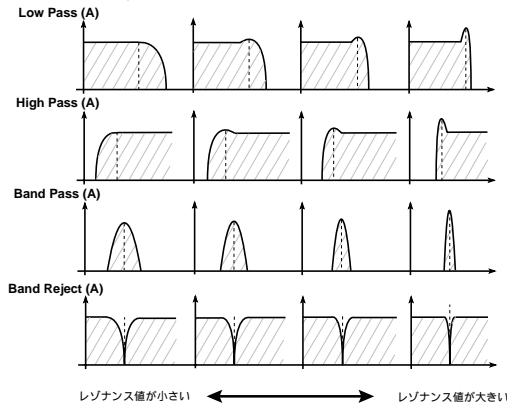 Low Pass (A)
High Pass (A)
Band Pass (A)
Band Reject (A)
レゾナンス値が小さい
レゾナンス値が大きい